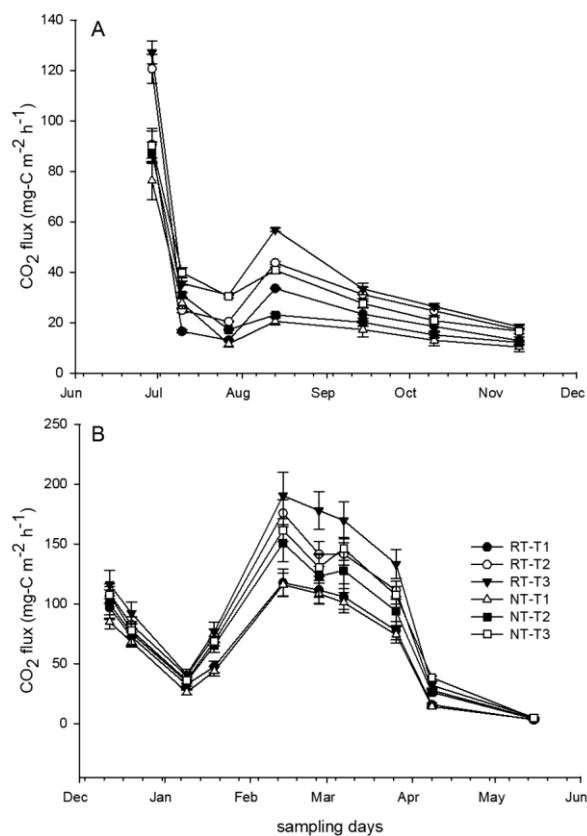 A
CO2 flux (mg-C m-2 h-1)
140
120
100
80
60
40
20
0
Jun Jul Aug Sep Oct Nov Dec
B
CO2 flux (mg-C m-2 h-1)
250
200
150
100
50
0
RT-T1
RT-T2
RT-T3
NT-T1
NT-T2
NT-T3
Dec Jan Feb Mar Apr May Jun
sampling days